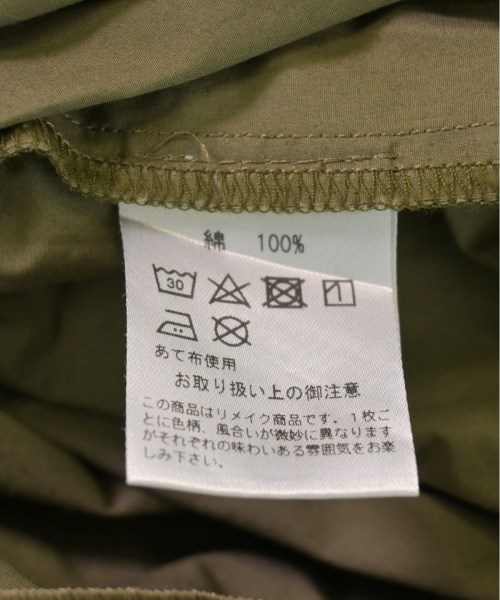 綿 100%
30
あて布使用
お取り扱い上の御注意
この商品はリメイク商品です。1枚ご
とに色柄、風合いが微妙に異なります
がそれぞれの味わいある雰囲気をお楽
しみ下さい。